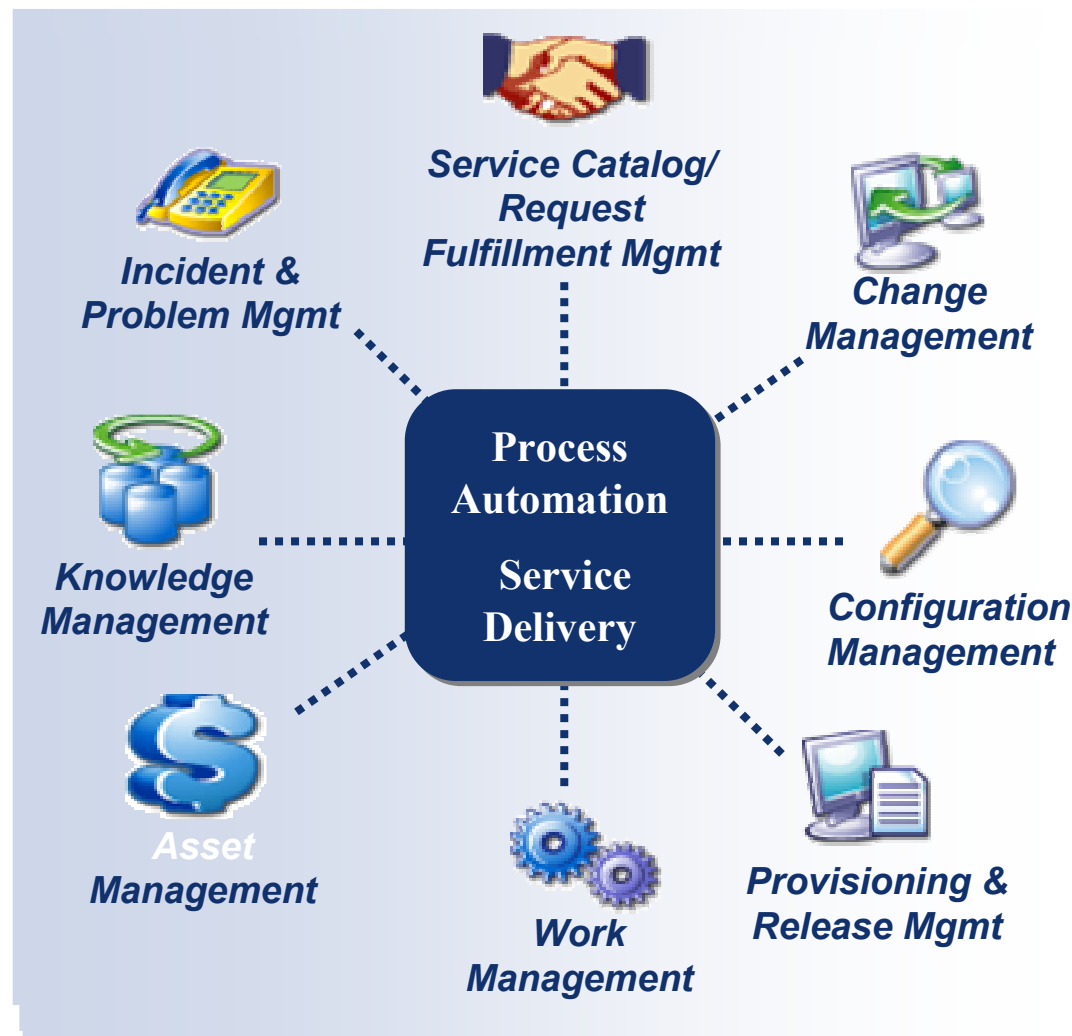 Service Catalog/
Request
Fulfillment Mgmt
Incident &
Problem Mgmt
Change
Management
Process
Automation
Service
Delivery
Knowledge
Management
Configuration
Management
Asset
Management
Work
Management
Provisioning &
Release Mgmt